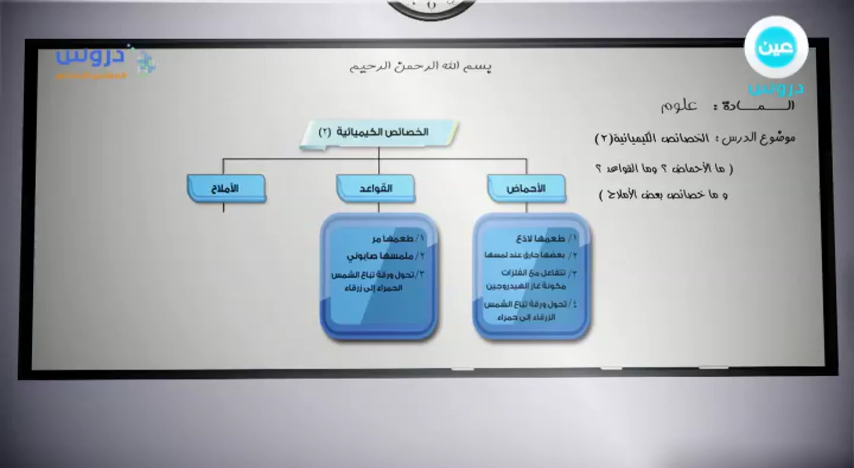 دروس
عين
دروس
بسم الله الرحمن الرحيم
الـمـــادة : علوم
موضوع الدرس : الخصائص الكيميائية (٢)
( ما الأحماض ؟ وما القواعد ؟
و ما خصائص بعض الأملاح )
الخصائص الكيميائية (٢)
الأحماض
القواعد
الأملاح
١/ طعمها لاذع
٢/ بعضها حارق عند لمسها
٣/ تتفاعل مع الفلزات
مكونة غاز الهيدروجين
٤/ تحول ورقة تباع الشمس
الزرقاء إلى حمراء
١/ طعمها مر
٢/ ملمسها صابوني
٣/ تحول ورقة تباع الشمس
الحمراء إلى زرقاء